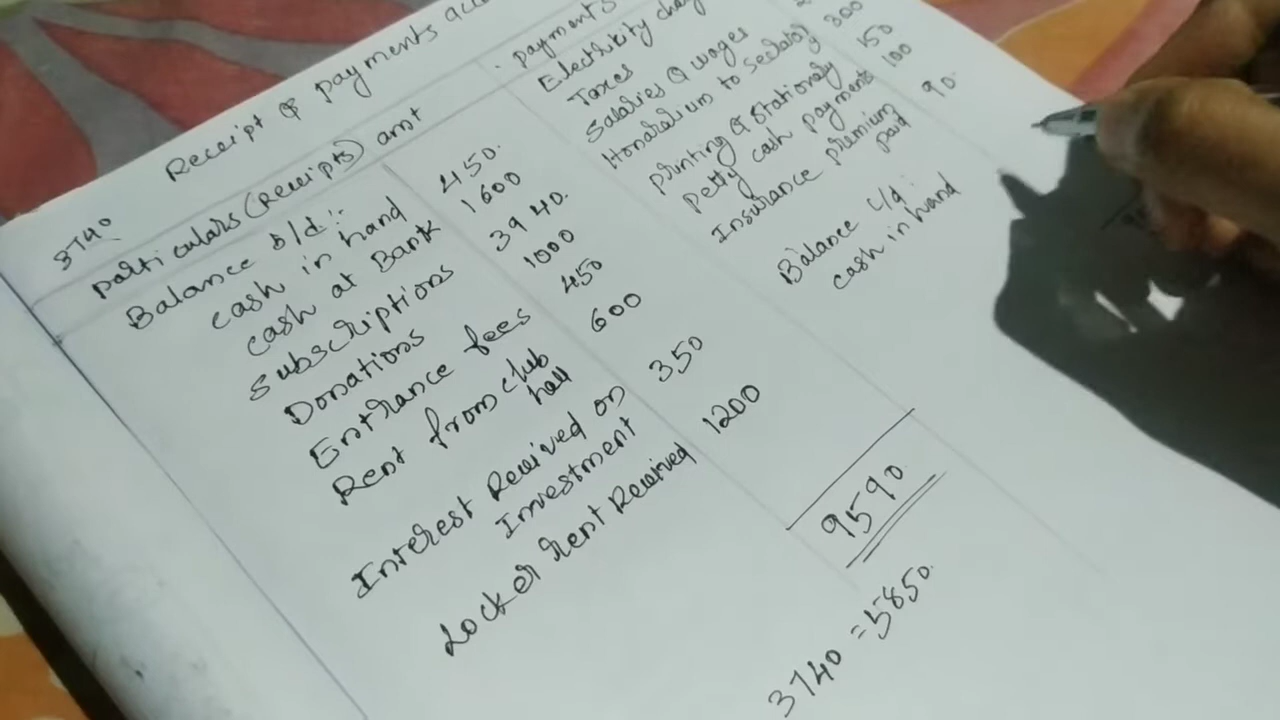 Receipt & payments
3740
particulars (Receipts) amt
Balance b/d:
cash in hand 450
cash at Bank 1600
Subscriptions 3940
Donations 1000
Entrance fees 450
Rent from club hall 600
Interest Received on Investment 350
Locker rent Received 1200
9590
3740 = 5850
payments
Electricity
Taxes
Salaries & wages
Honorarium to Secretary 300
printing & Stationary 150
petty cash payments 100
Insurance premium paid 90
Balance c/d
cash in hand